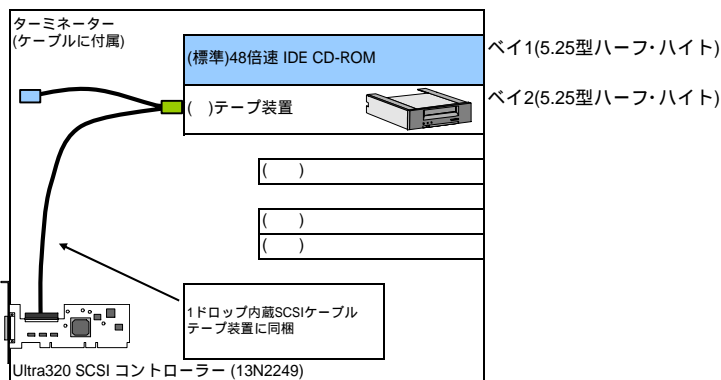 ターミネーター
(ケーブルに付属)
(標準)48倍速 IDE CD-ROM
ベイ1(5.25型ハーフ・ハイト)
(　)テープ装置
ベイ2(5.25型ハーフ・ハイト)
(　　)
(　　)
(　　)
1ドロップ内蔵SCSIケーブル
テープ装置に同梱
Ultra320 SCSI コントローラー (13N2249)